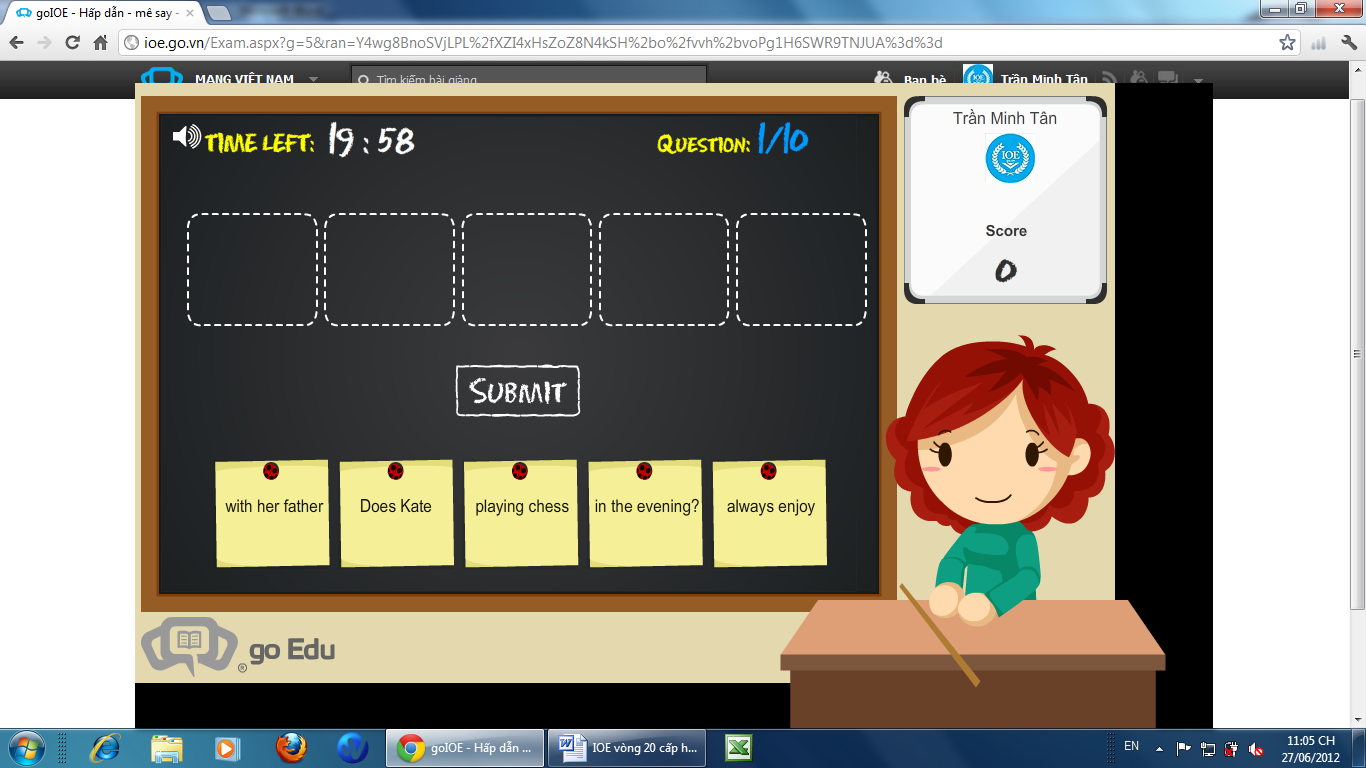 goIOE - Hấp dẫn - mê say -
ioe.go.vn/Exam.aspx?g=5&ran=Y4wg8BnoSVjLPL%2fXZI4xHsZoZ8N4kSH%2bo%2fvvh%2bvoPg1H6SWR9TNJUA%3d%3d
MẠNG VIỆT NAM
Tìm kiếm bài giảng
Bạn bè
Trần Minh Tân
TIME LEFT: 19 : 58
QUESTION: 1/10
Trần Minh Tân
IOE
Score
0
SUBMIT
with her father
Does Kate
playing chess
in the evening?
always enjoy
go Edu
goIOE - Hấp dẫn ...
IOE vòng 20 cấp h...
EN
11:05 CH
27/06/2012